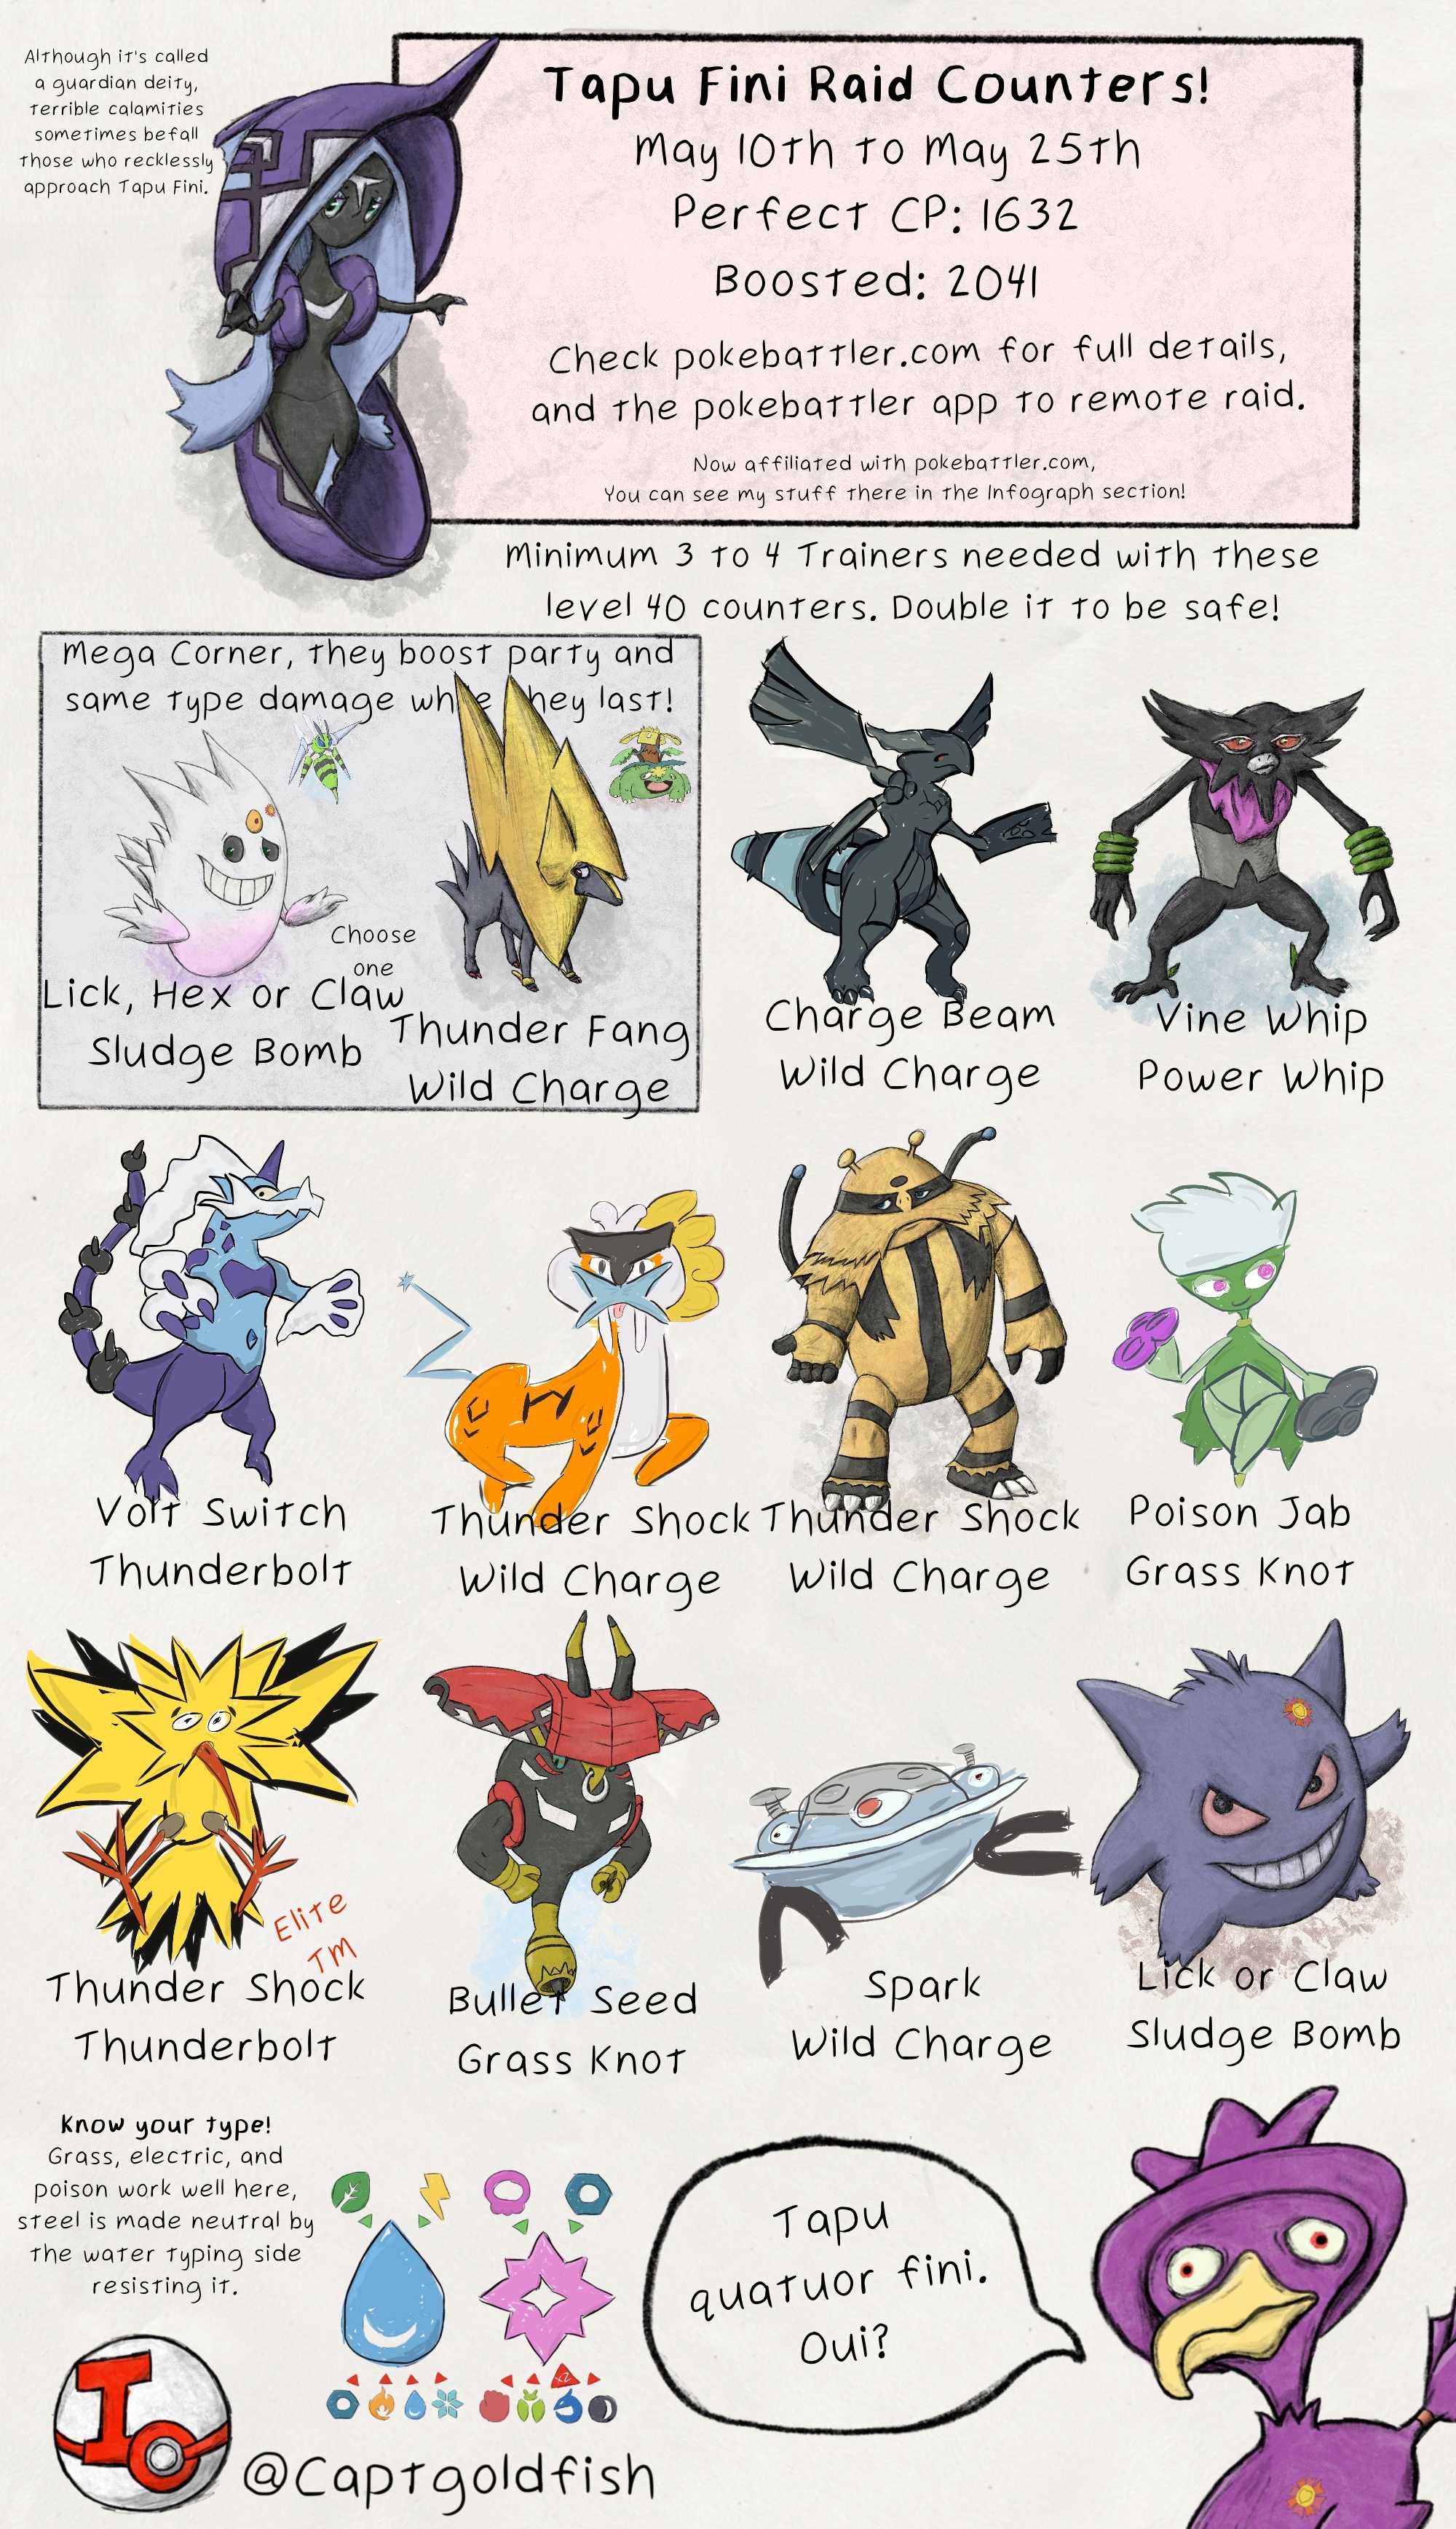 Although it's called
a guardian deity,
terrible calamities
sometimes befall
those who recklessly
approach Tapu Fini.
Tapu Fini Raid Counters!
May 10th to May 25th
Perfect CP: 1632
Boosted: 2041
Check pokebattler.com for full details,
and the pokebattler app to remote raid.
Now affiliated with pokebattler.com,
You can see my stuff there in the Infograph section!
Minimum 3 to 4 Trainers needed with these
level 40 counters. Double it to be safe!
Mega Corner, they boost party and
same type damage while they last!
Choose
one
Lick, Hex or Claw
Sludge Bomb
Thunder Fang
Wild Charge
Charge Beam
Wild Charge
Vine Whip
Power Whip
Volt Switch
Thunderbolt
Thunder Shock
Wild Charge
Thunder Shock
Wild Charge
Poison Jab
Grass Knot
Elite
TM
Thunder Shock
Thunderbolt
Bullet Seed
Grass Knot
Spark
Wild Charge
Lick or Claw
Sludge Bomb
Know your type!
Grass, electric, and
poison work well here,
steel is made neutral by
the water typing side
resisting it.
x2
Tapu
quatuor fini.
Oui?
@Captgoldfish